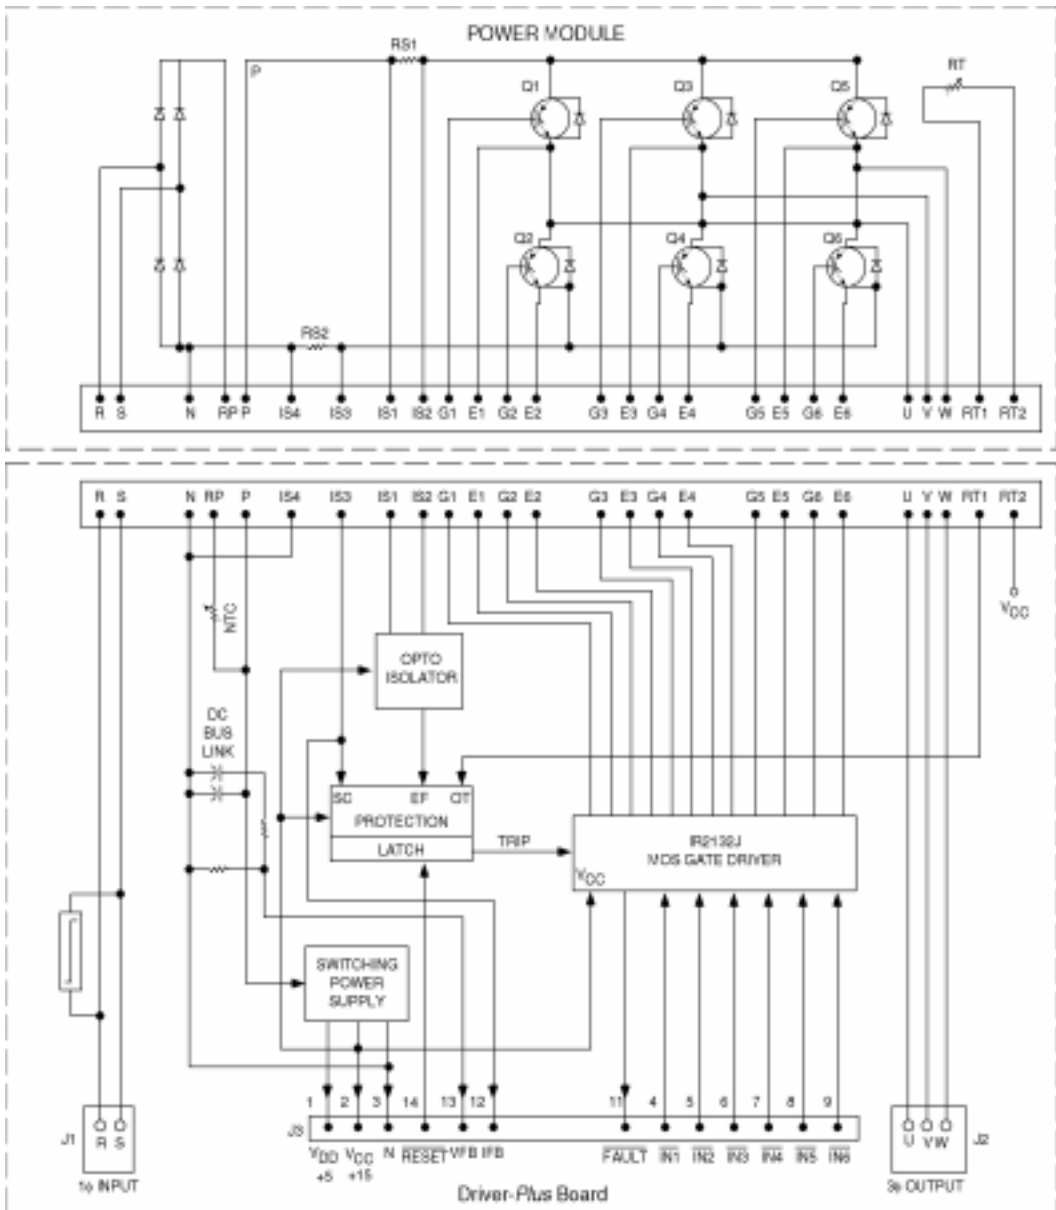 POWER MODULE
RS1
P
RT
Q1 Q3 Q5
Q2 Q4 Q6
RS2
R S N RP P IS4 IS3 IS1 IS2 G1 E1 G2 E2 G3 E3 G4 E4 G5 E5 G6 E6 U V W RT1 RT2
R S N RP P IS4 IS3 IS1 IS2 G1 E1 G2 E2 G3 E3 G4 E4 G5 E5 G6 E6 U V W RT1 RT2
NTC
VCC
OPTO
ISOLATOR
DC
BUS
LINK
SC EF OT
PROTECTION
LATCH
TRIP
IR2132J
MOS GATE DRIVER
VCC
SWITCHING
POWER
SUPPLY
1 2 3 14 13 12 11 4 5 6 7 8 9
J1 R S
J3
U V W J2
VDD VCC N RESET VFB IFB FAULT IN1 IN2 IN3 IN4 IN5 IN6
+5 +15
1ø INPUT
3ø OUTPUT
Driver-Plus Board